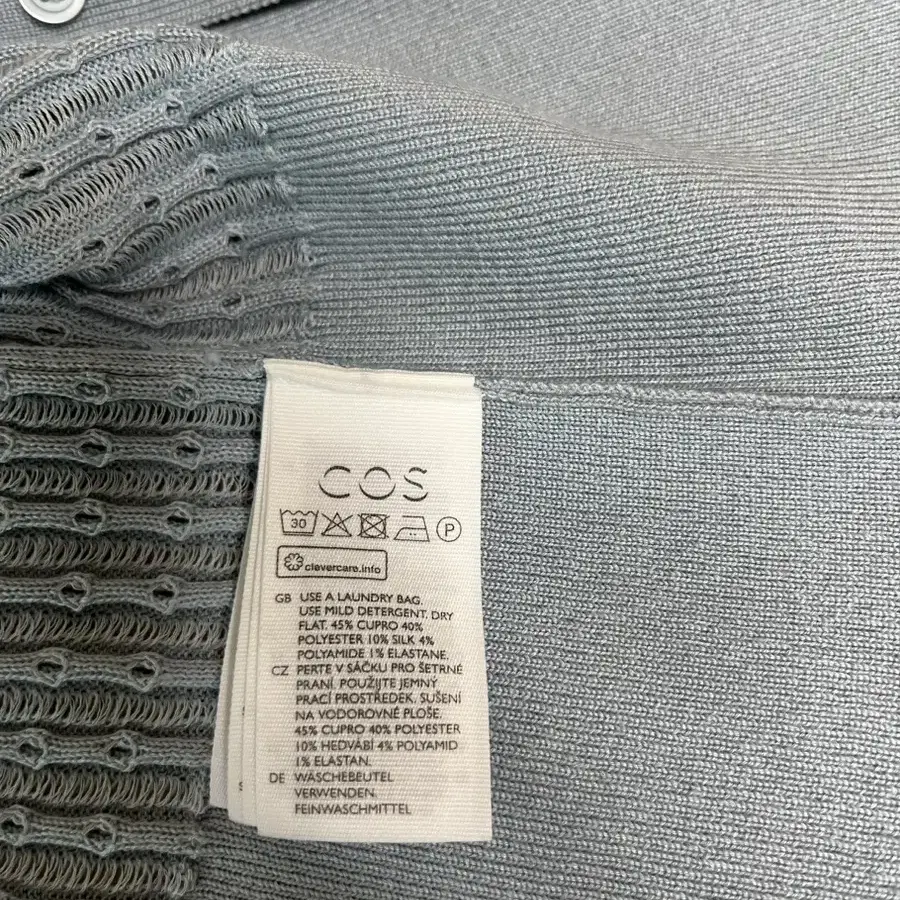 COS
30 P
clevercare.info
GB USE A LAUNDRY BAG.
USE MILD DETERGENT. DRY
FLAT. 45% CUPRO 40%
POLYESTER 10% SILK 4%
POLYAMIDE 1% ELASTANE.
CZ PERTE V SÁČKU PRO ŠETRNÉ
PRANÍ. POUŽIJTE JEMNÝ
PRACÍ PROSTŘEDEK. SUŠENÍ
NA VODOROVNÉ PLOŠE.
45% CUPRO 40% POLYESTER
10% HEDVÁBÍ 4% POLYAMID
1% ELASTAN.
DE WÄSCHEBEUTEL
VERWENDEN.
FEINWASCHMITTEL